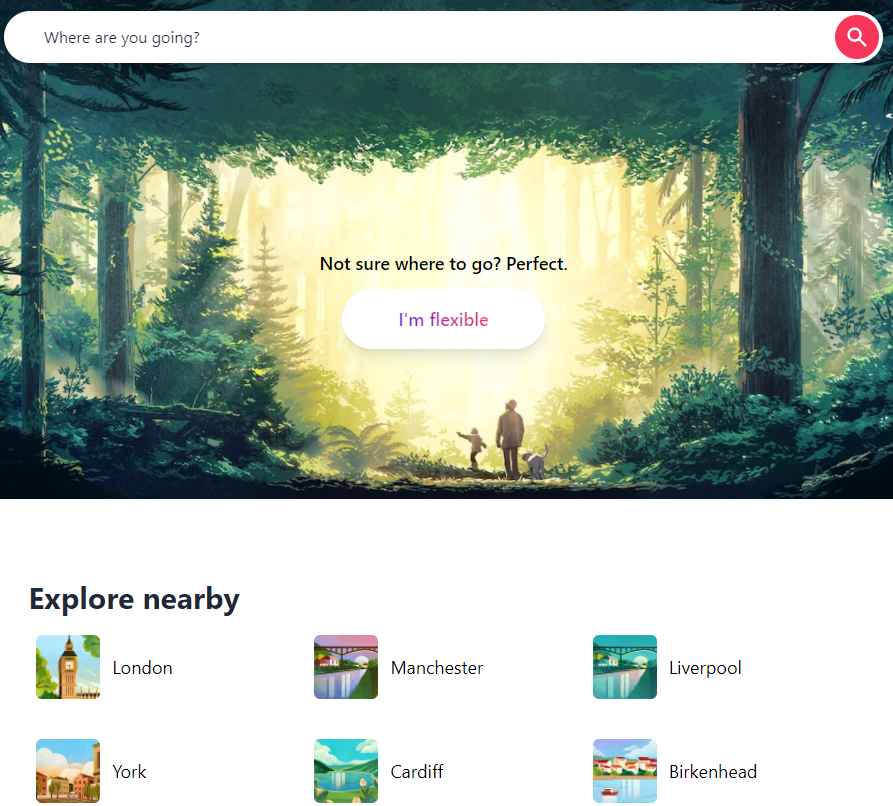 Where are you going?
Not sure where to go? Perfect.
I'm flexible
Explore nearby
London
Manchester
Liverpool
York
Cardiff
Birkenhead